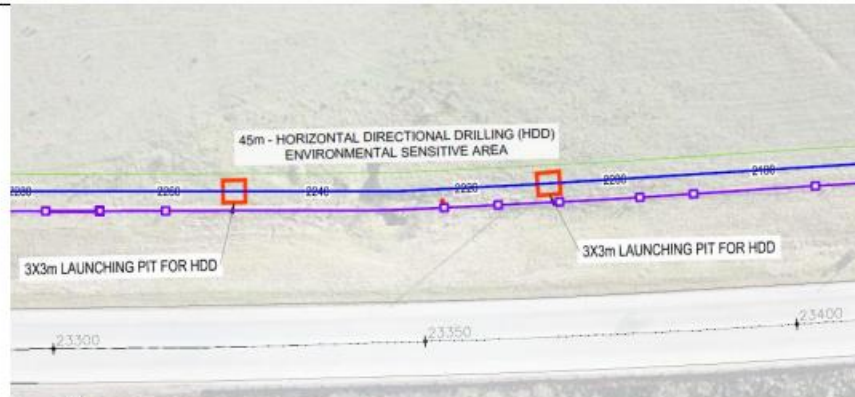 45m - HORIZONTAL DIRECTIONAL DRILLING (HDD)
ENVIRONMENTAL SENSITIVE AREA
2280
2260
2240
2220
2200
2180
3X3m LAUNCHING PIT FOR HDD
3X3m LAUNCHING PIT FOR HDD
23300
23350
23400